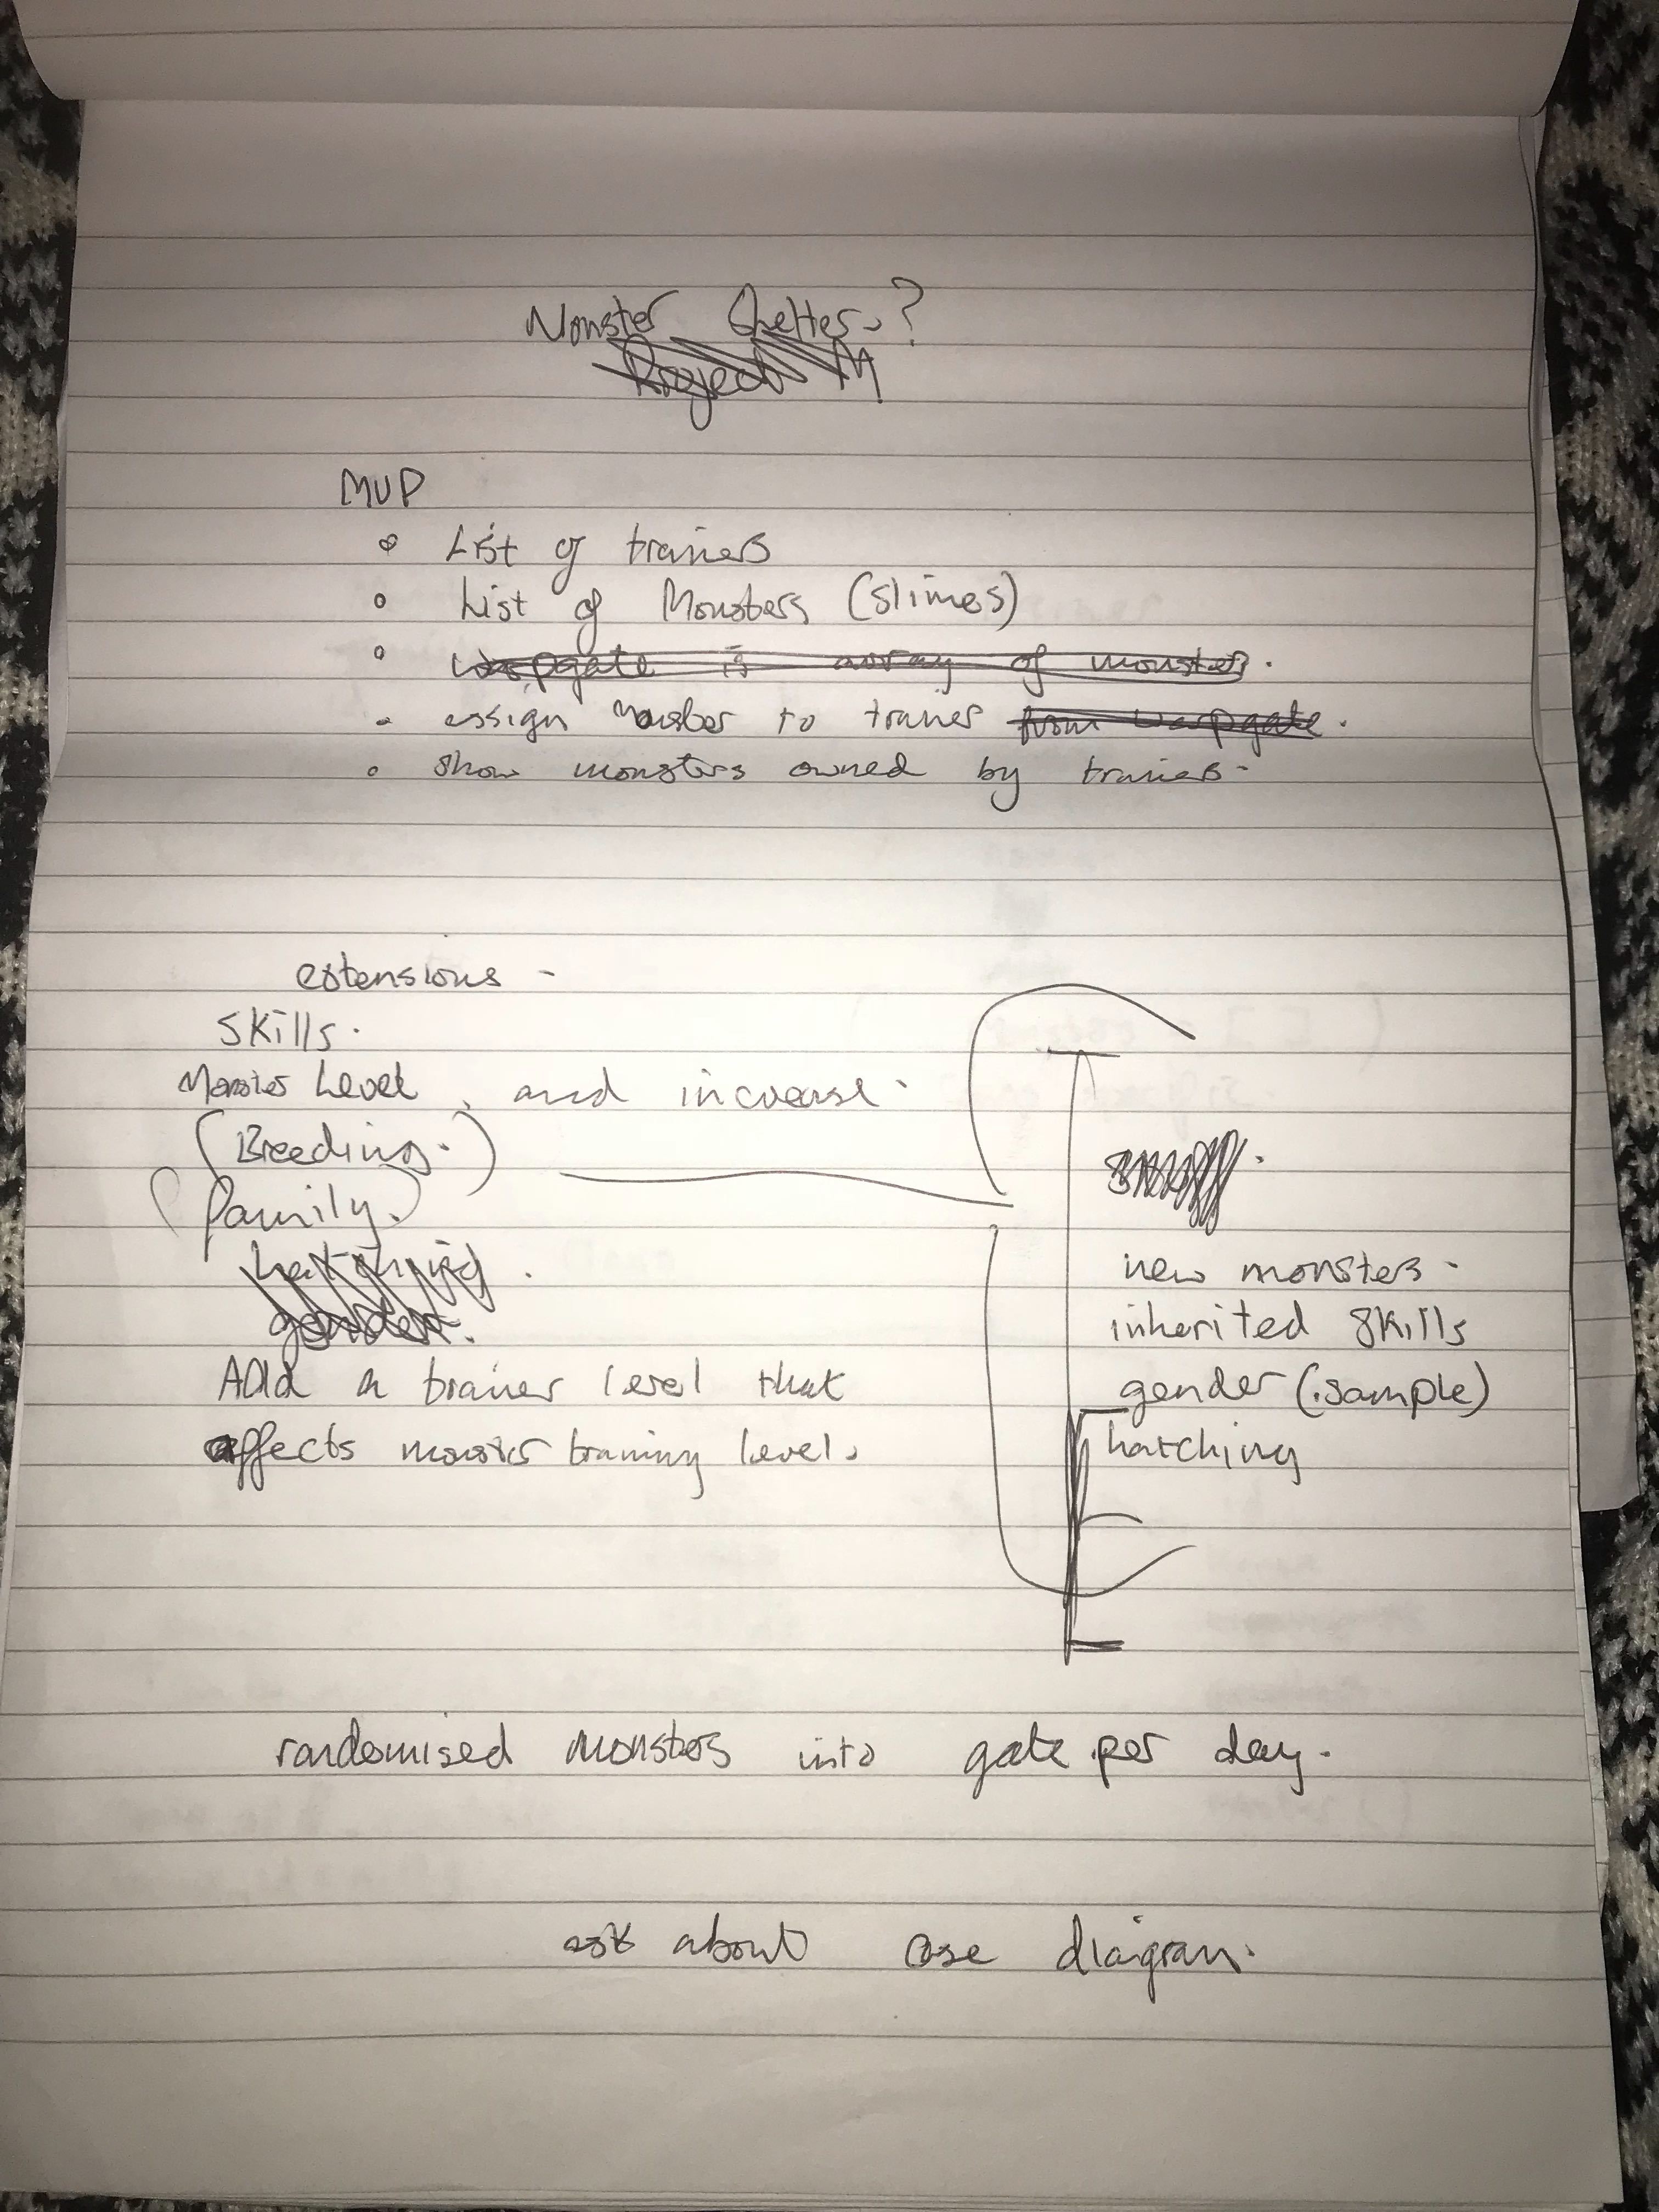 Monster Shelter?
Project M
MVP
List of trainers
List of Monsters (slimes)
warpgate is array of monster.
assign Monster to trainer from warpgate.
show monsters owned by trainers.
extensions -
skills.
Monster Level, and increase.
(Breeding.)
(family.)
hatching.
gender.
Add a trainer level that
affects monster training level.
new monsters.
inherited skills
gender (.sample)
hatching
randomised monsters into gate per day.
ask about case diagram.